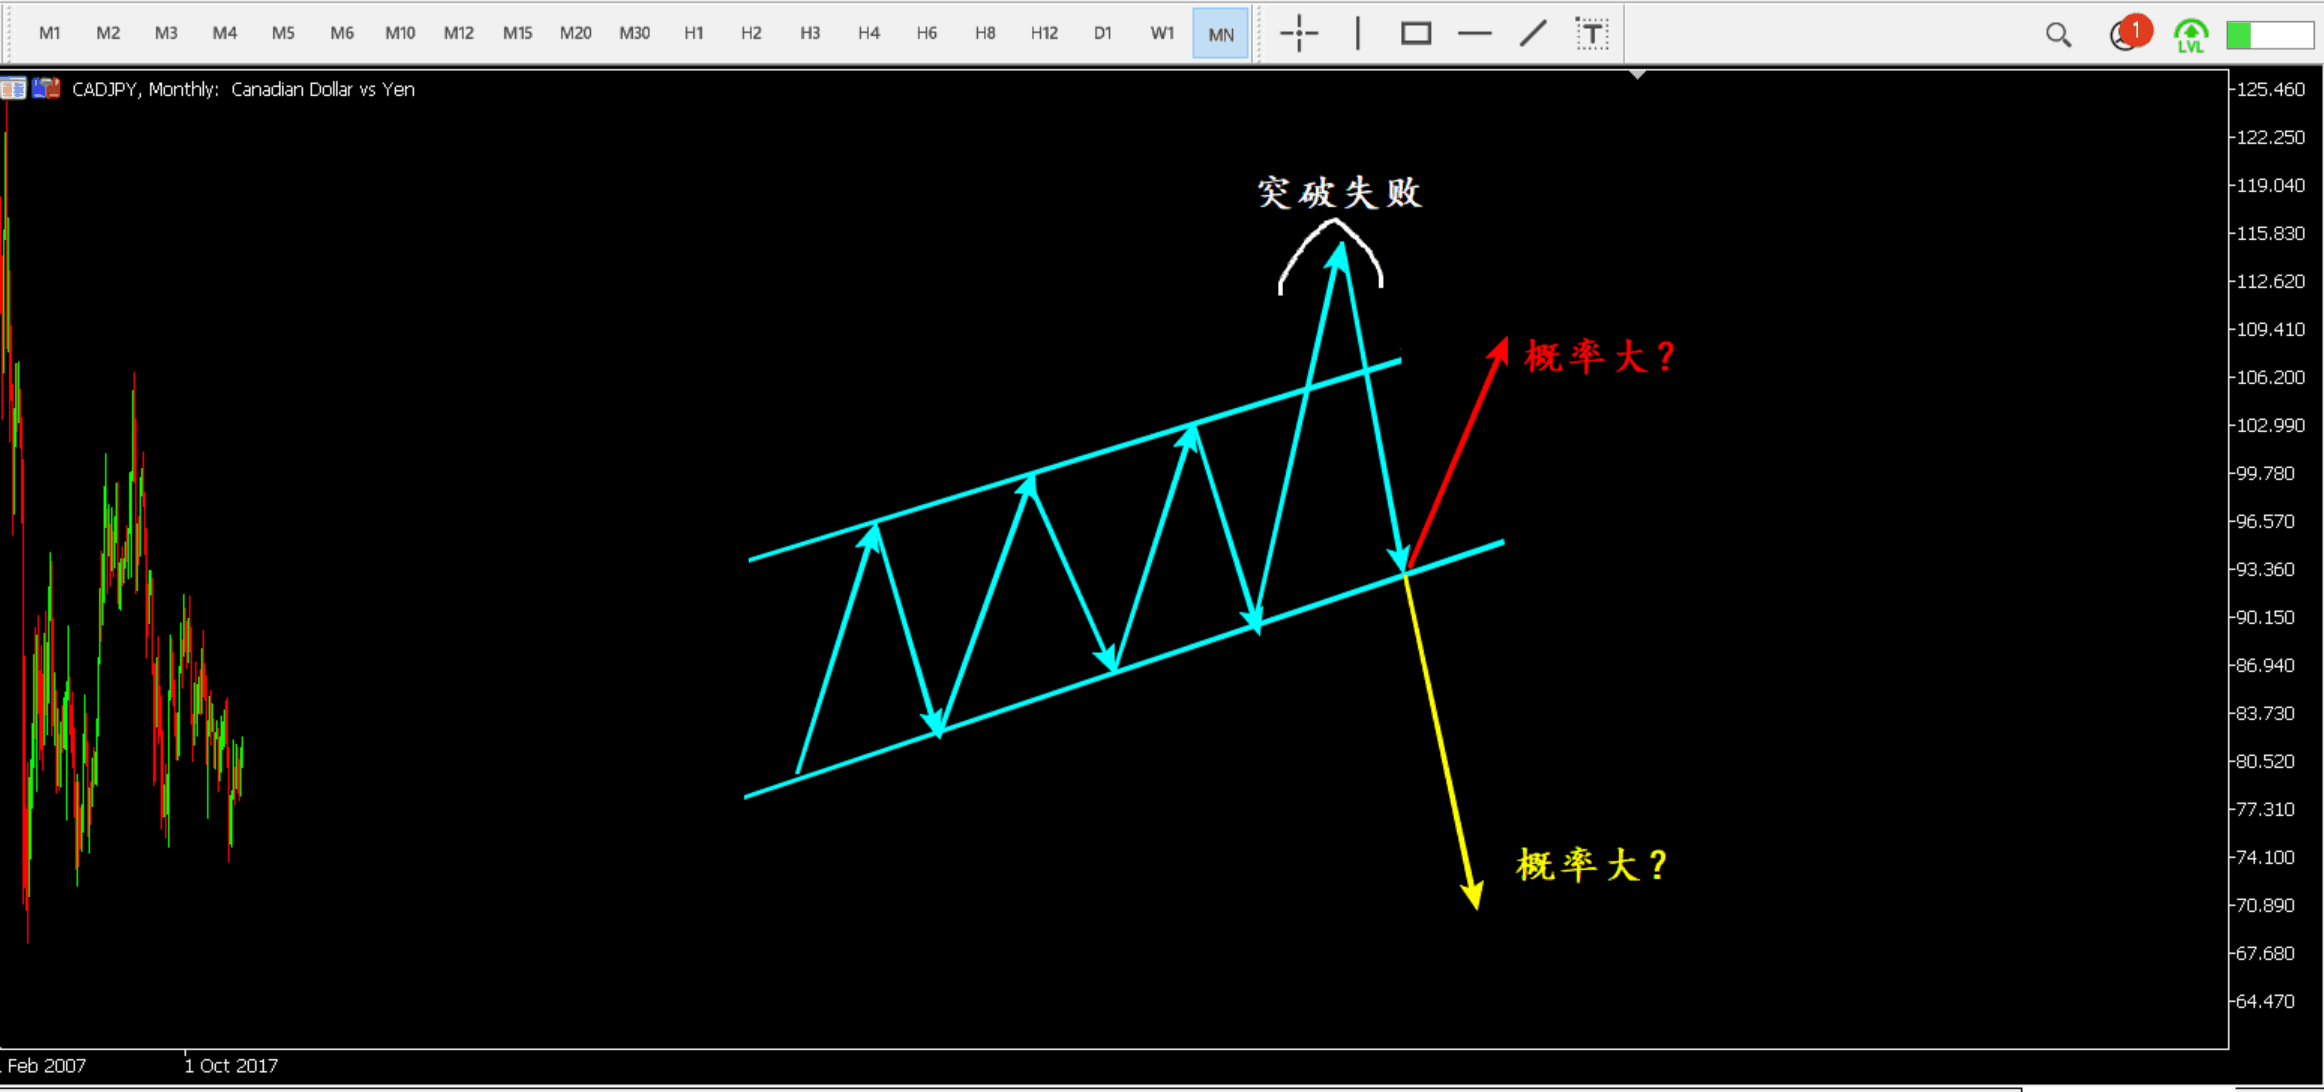 M1 M2 M3 M4 M5 M6 M10 M12 M15 M20 M30 H1 H2 H3 H4 H6 H8 H12 D1 W1 MN T 1 LVL
CADJPY, Monthly: Canadian Dollar vs Yen
突破失败
概率大？
概率大？
125.460
122.250
119.040
115.830
112.620
109.410
106.200
102.990
99.780
96.570
93.360
90.150
86.940
83.730
80.520
77.310
74.100
70.890
67.680
64.470
Feb 2007
1 Oct 2017